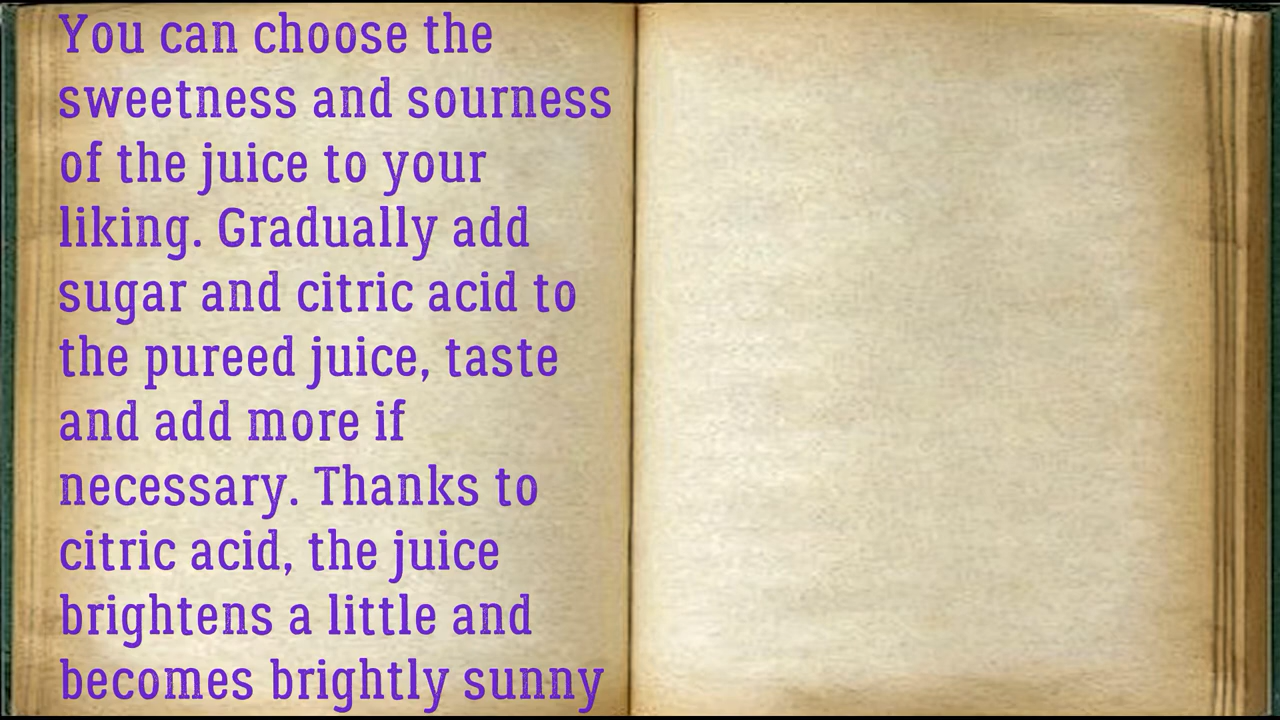 You can choose the
sweetness and sourness
of the juice to your
liking. Gradually add
sugar and citric acid to
the pureed juice, taste
and add more if
necessary. Thanks to
citric acid, the juice
brightens a little and
becomes brightly sunny